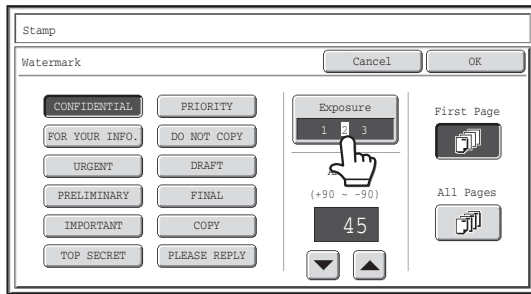 Stamp
Watermark
Cancel
OK
CONFIDENTIAL
PRIORITY
FOR YOUR INFO.
DO NOT COPY
URGENT
DRAFT
PRELIMINARY
FINAL
IMPORTANT
COPY
TOP SECRET
PLEASE REPLY
Exposure
1 2 3
(+90 ~ -90)
45
First Page
All Pages